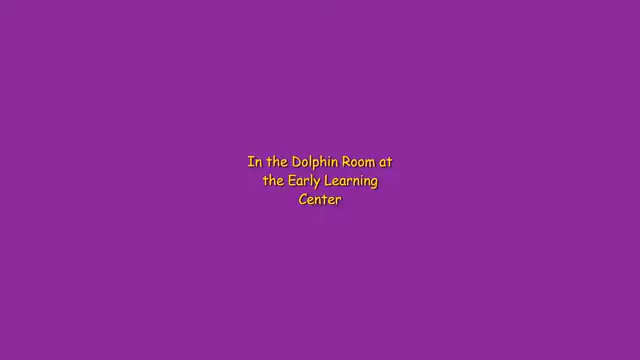 In the Dolphin Room at
the Early Learning
Center